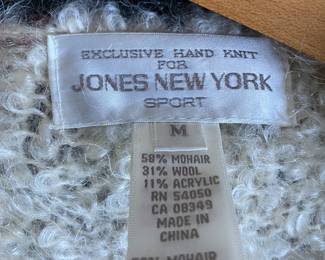 EXCLUSIVE HAND KNIT
FOR
JONES NEW YORK
SPORT
M
58% MOHAIR
31% WOOL
11% ACRYLIC
RN 54050
CA 08349
MADE IN
CHINA